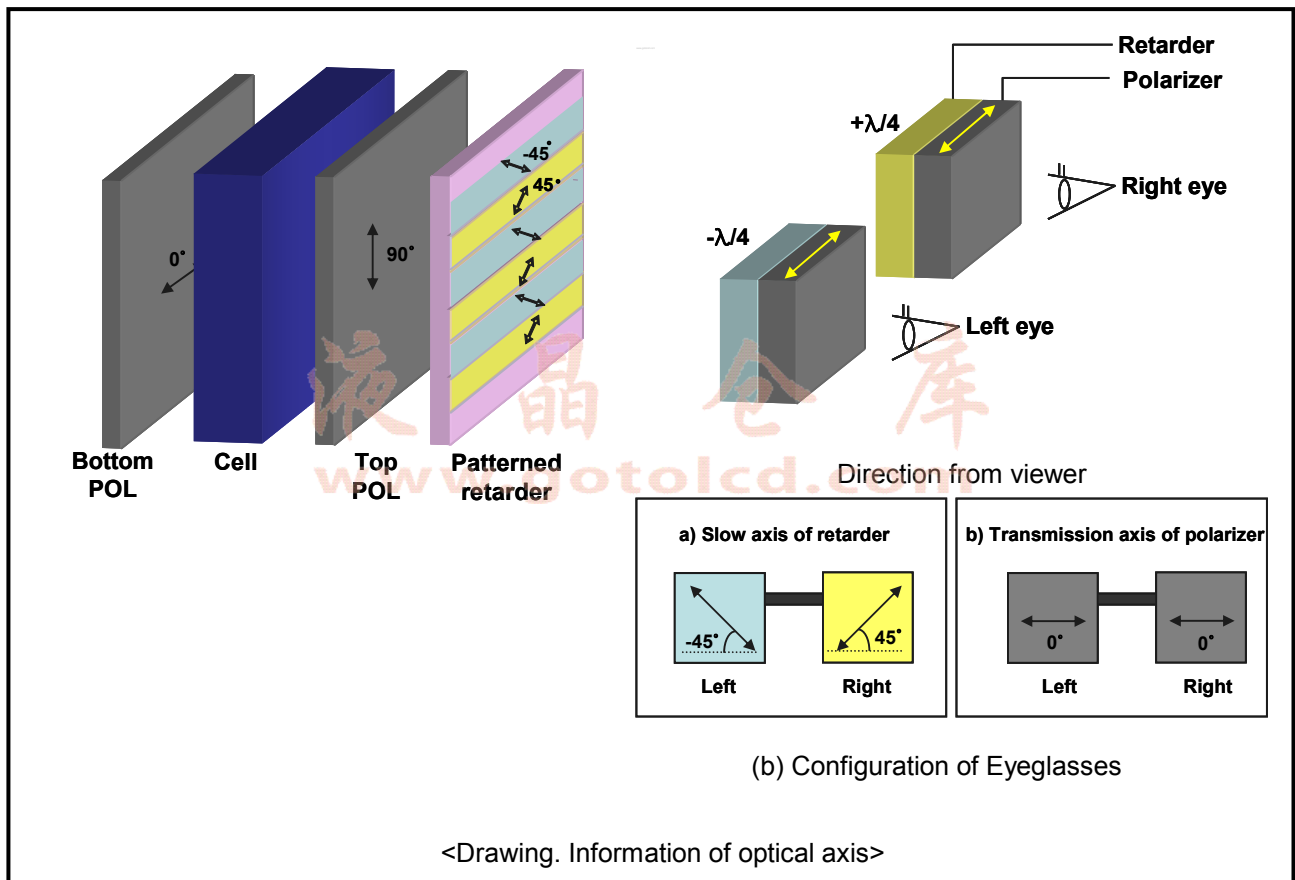 Retarder
Polarizer
+λ/4
Right eye
-λ/4
Left eye
-45°
45°
0°
90°
Bottom
POL
Cell
Top
POL
Patterned
retarder
液晶仓库
www.gotolcd.com
Direction from viewer
a) Slow axis of retarder
-45°
45°
Left
Right
b) Transmission axis of polarizer
0°
0°
Left
Right
(b) Configuration of Eyeglasses
<Drawing. Information of optical axis>